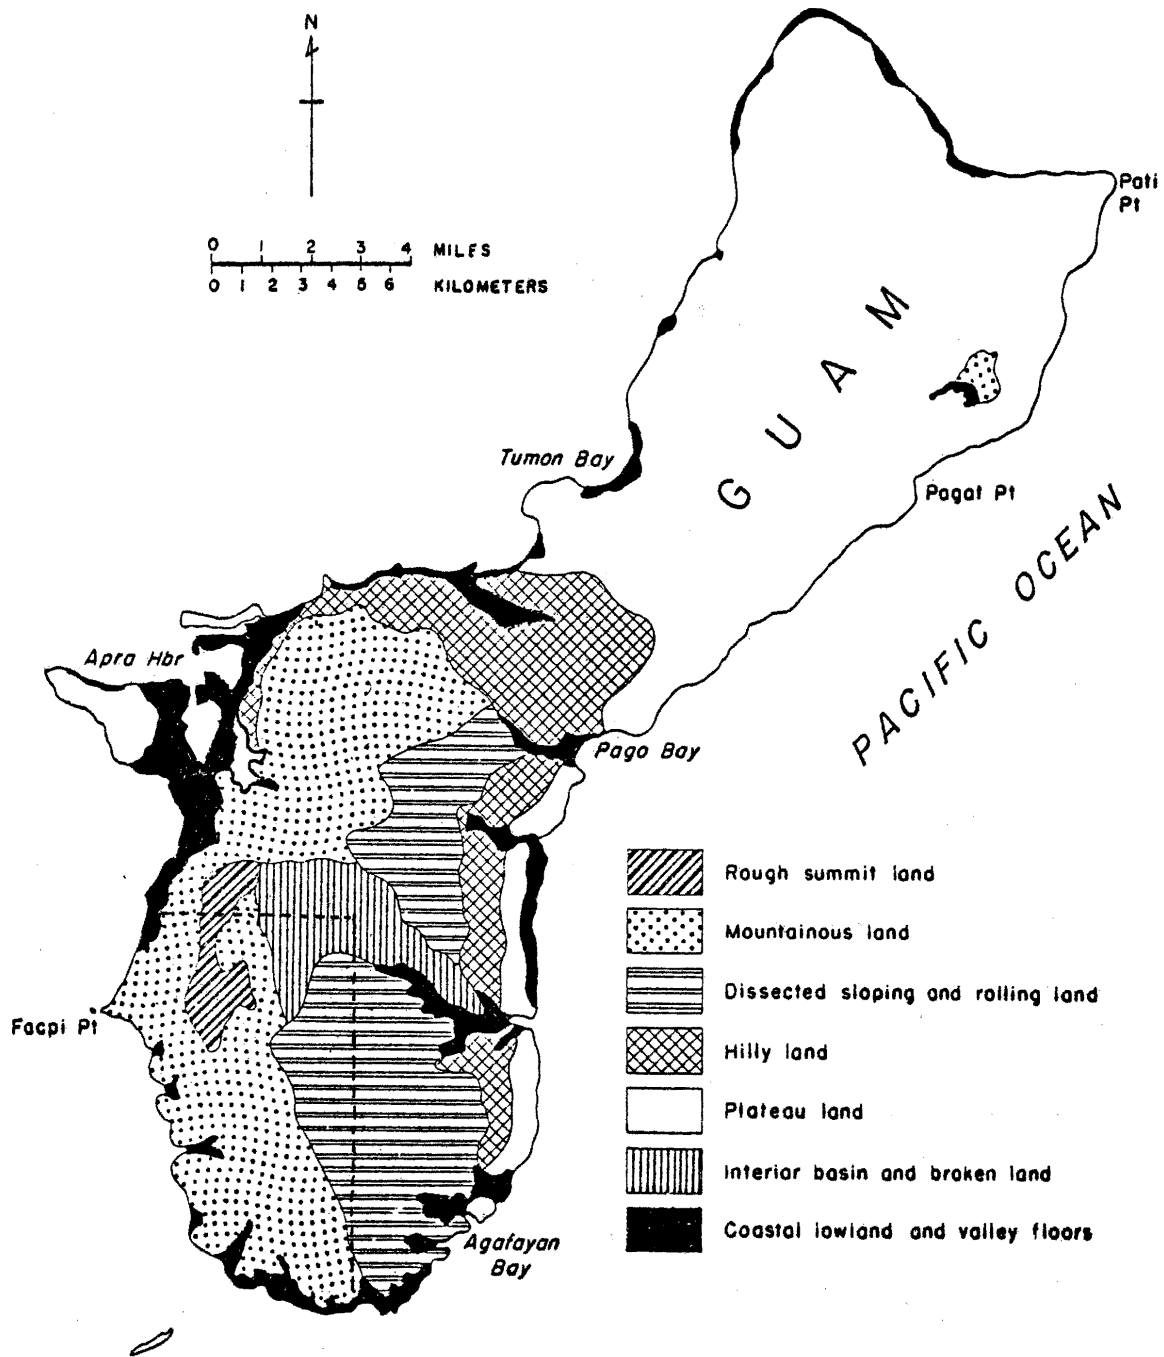 N
0 1 2 3 4 MILES
0 1 2 3 4 5 6 KILOMETERS
Pati
Pt
GUAM
Tumon Bay
Pagat Pt
PACIFIC OCEAN
Apra Hbr
Pago Bay
Facpi Pt
Agafayan
Bay
Rough summit land
Mountainous land
Dissected sloping and rolling land
Hilly land
Plateau land
Interior basin and broken land
Coastal lowland and valley floors